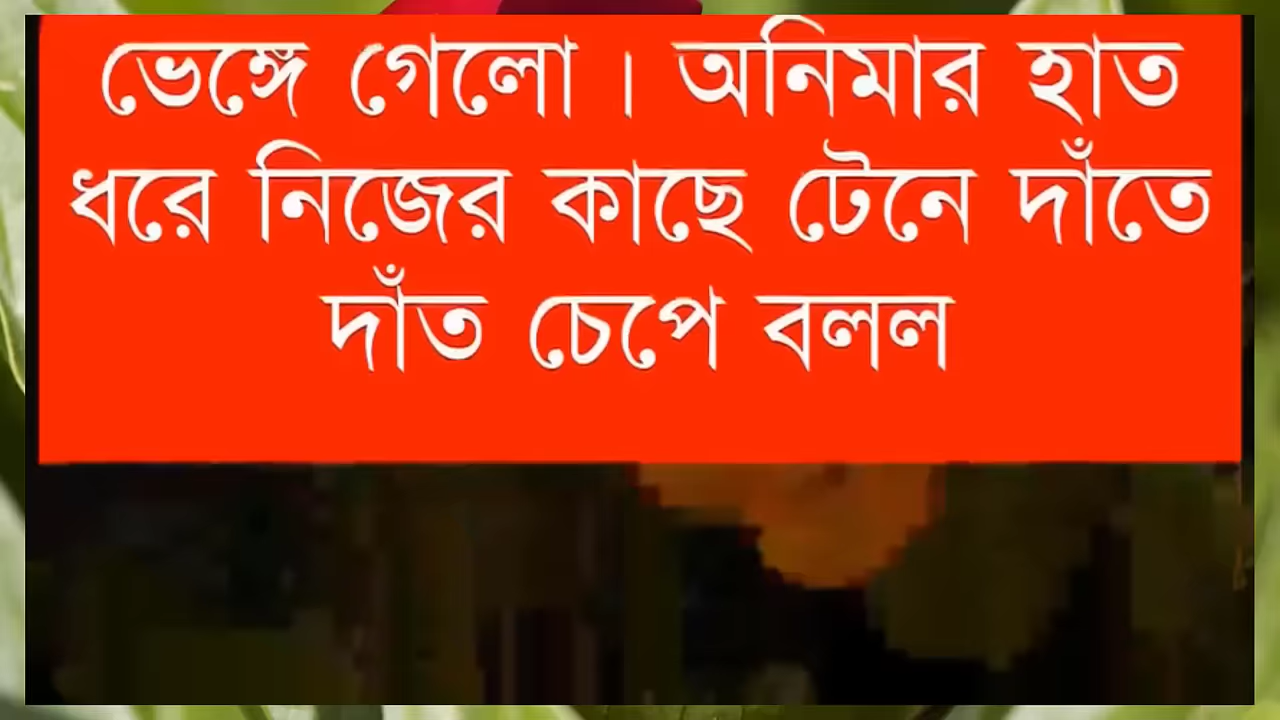 ভেঙ্গে গেলো । অনিমার হাত
ধরে নিজের কাছে টেনে দাঁতে
দাঁত চেপে বলল